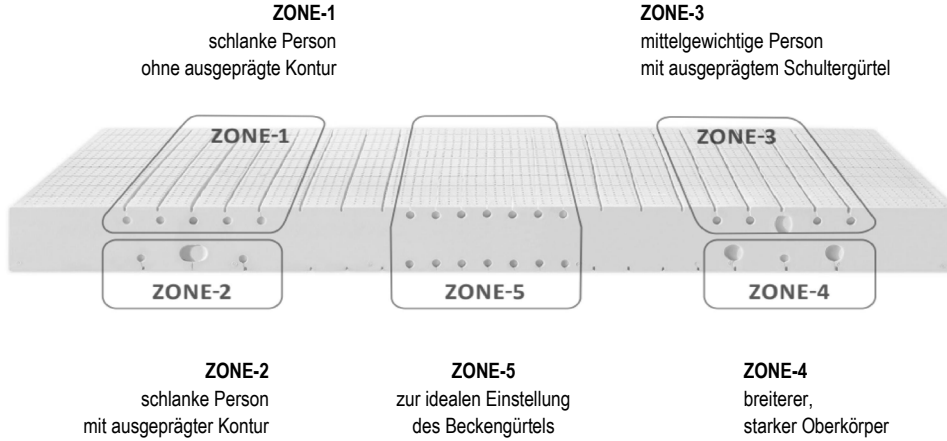 ZONE-1
schlanke Person
ohne ausgeprägte Kontur
ZONE-3
mittelgewichtige Person
mit ausgeprägtem Schultergürtel
ZONE-1
ZONE-3
ZONE-2
ZONE-5
ZONE-4
ZONE-2
schlanke Person
mit ausgeprägter Kontur
ZONE-5
zur idealen Einstellung
des Beckengürtels
ZONE-4
breiterer,
starker Oberkörper